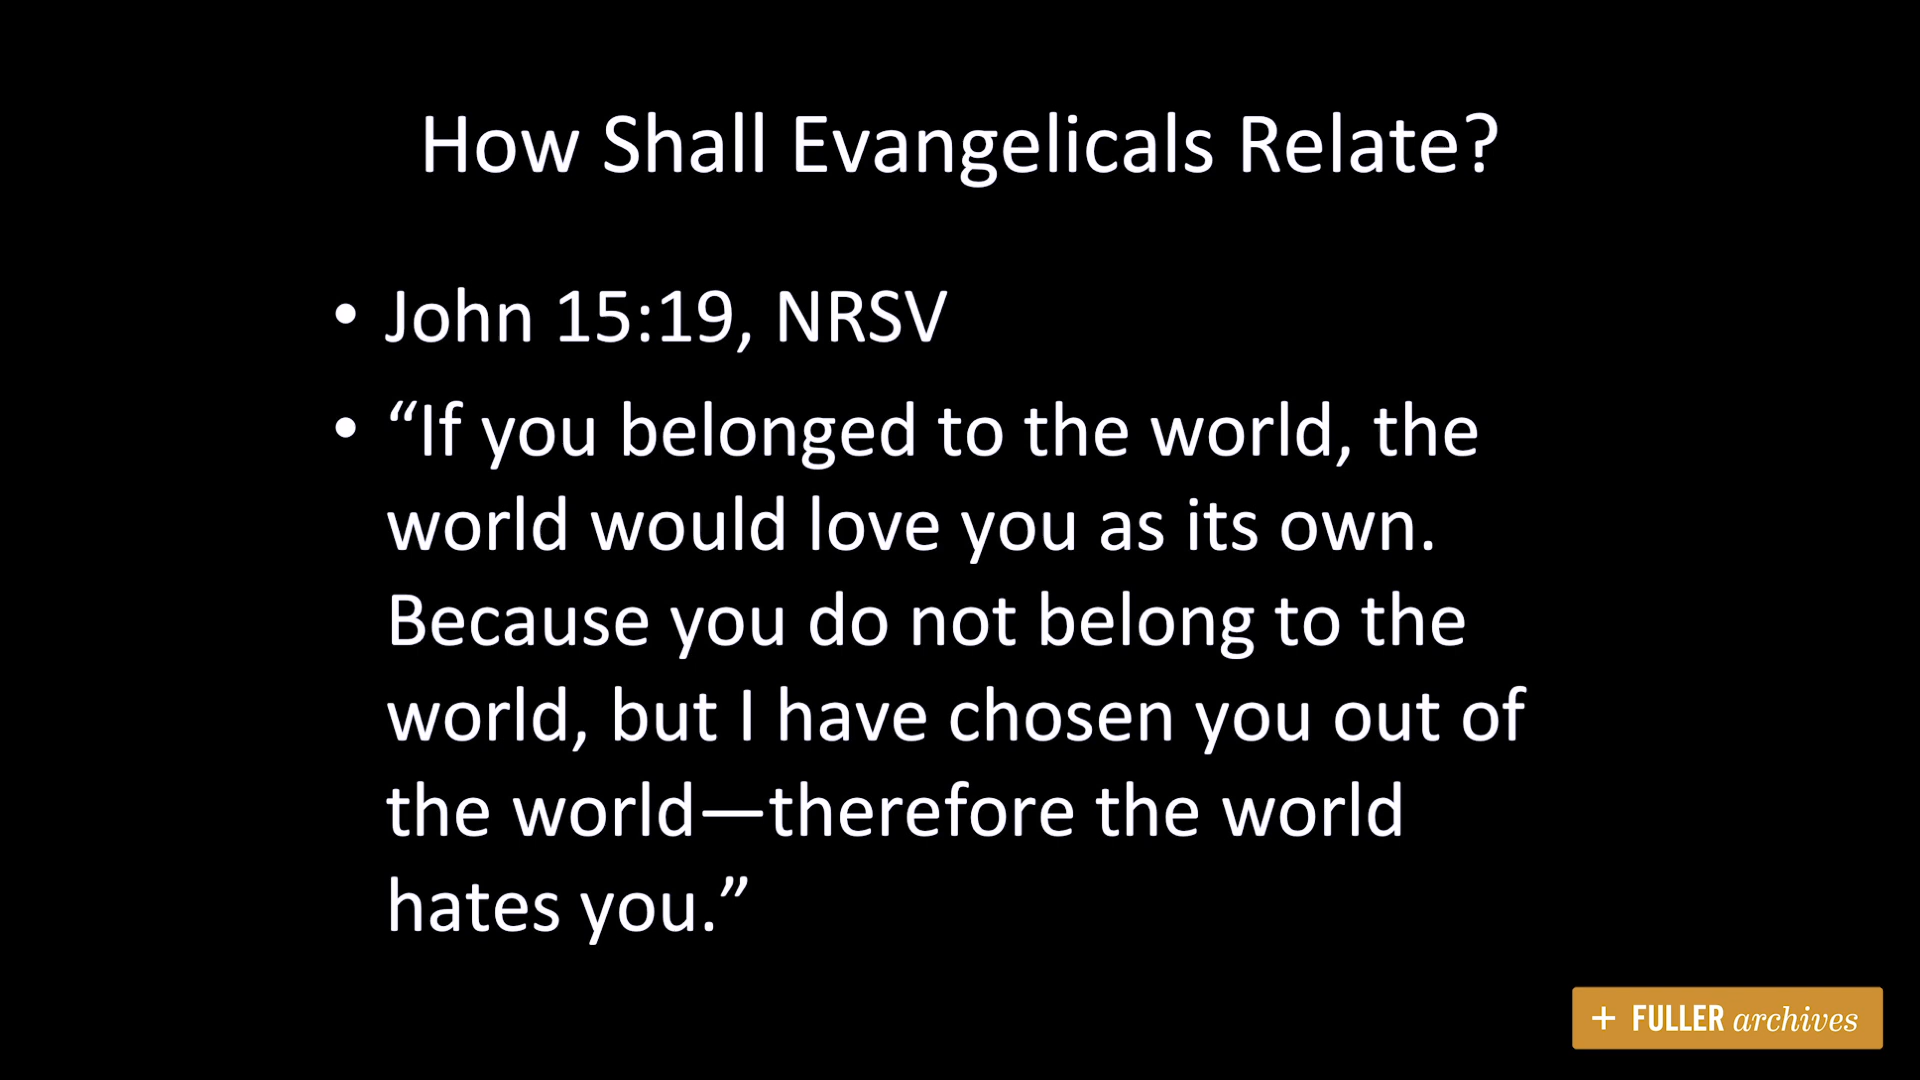 How Shall Evangelicals Relate?
• John 15:19, NRSV
• “If you belonged to the world, the
world would love you as its own.
Because you do not belong to the
world, but I have chosen you out of
the world—therefore the world
hates you.”
+ FULLER archives